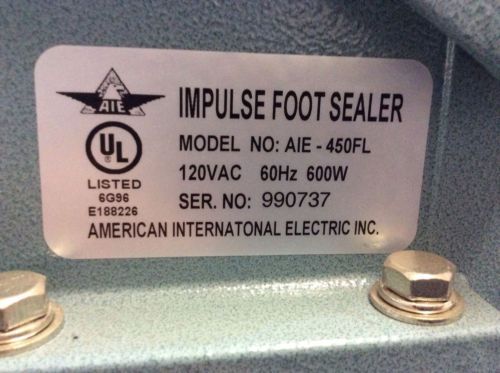 AIE
IMPULSE FOOT SEALER
UL
MODEL NO: AIE - 450FL
LISTED
120VAC 60Hz 600W
6G96
E188226
SER. NO: 990737
AMERICAN INTERNATONAL ELECTRIC INC.